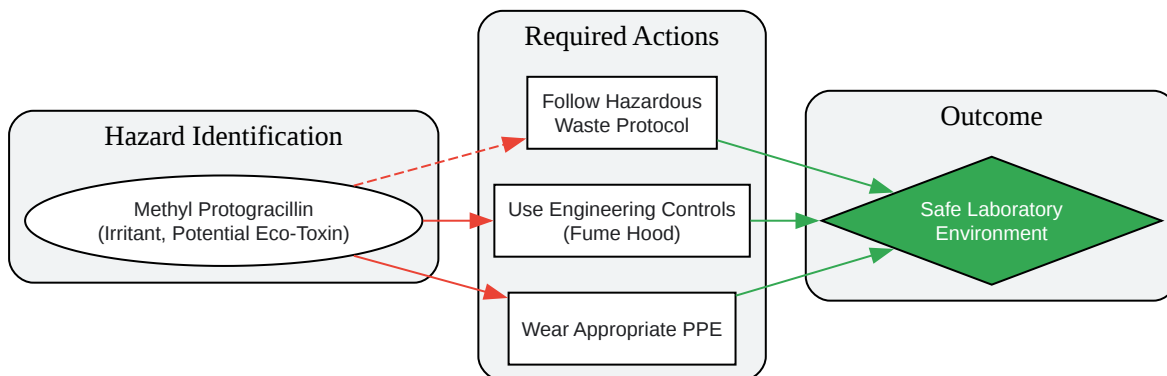 Hazard Identification
Methyl Protogracillin
(Irritant, Potential Eco-Toxin)
Required Actions
Follow Hazardous
Waste Protocol
Use Engineering Controls
(Fume Hood)
Wear Appropriate PPE
Outcome
Safe Laboratory
Environment